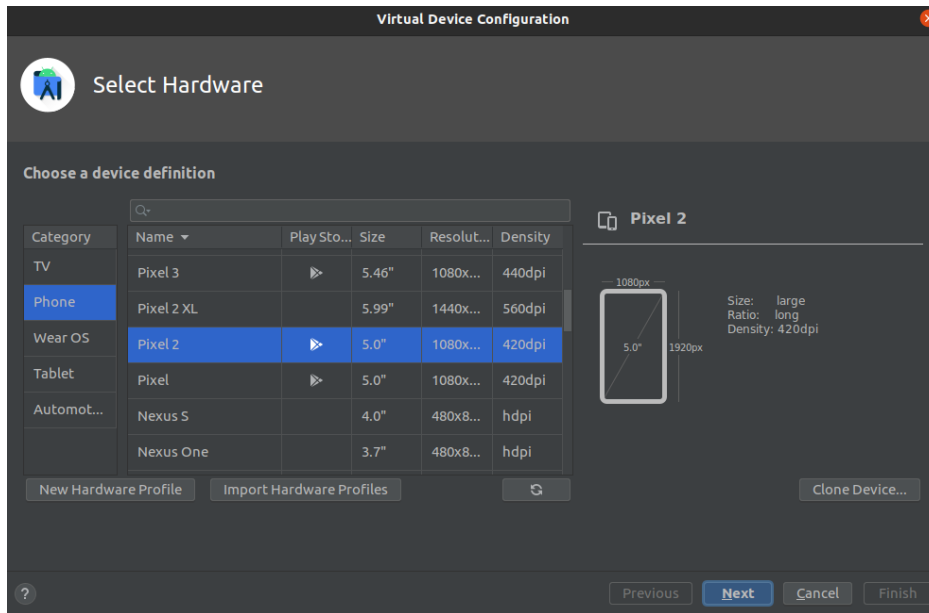 Virtual Device Configuration
Select Hardware
Choose a device definition
Category
TV
Phone
Wear OS
Tablet
Automot...
Name Play Sto... Size Resolut... Density
Pixel 3 5.46" 1080x... 440dpi
Pixel 2 XL 5.99" 1440x... 560dpi
Pixel 2 5.0" 1080x... 420dpi
Pixel 5.0" 1080x... 420dpi
Nexus S 4.0" 480x8... hdpi
Nexus One 3.7" 480x8... hdpi
New Hardware Profile Import Hardware Profiles
Pixel 2
1080px
5.0" 1920px
Size: large
Ratio: long
Density: 420dpi
Clone Device...
? Previous Next Cancel Finish